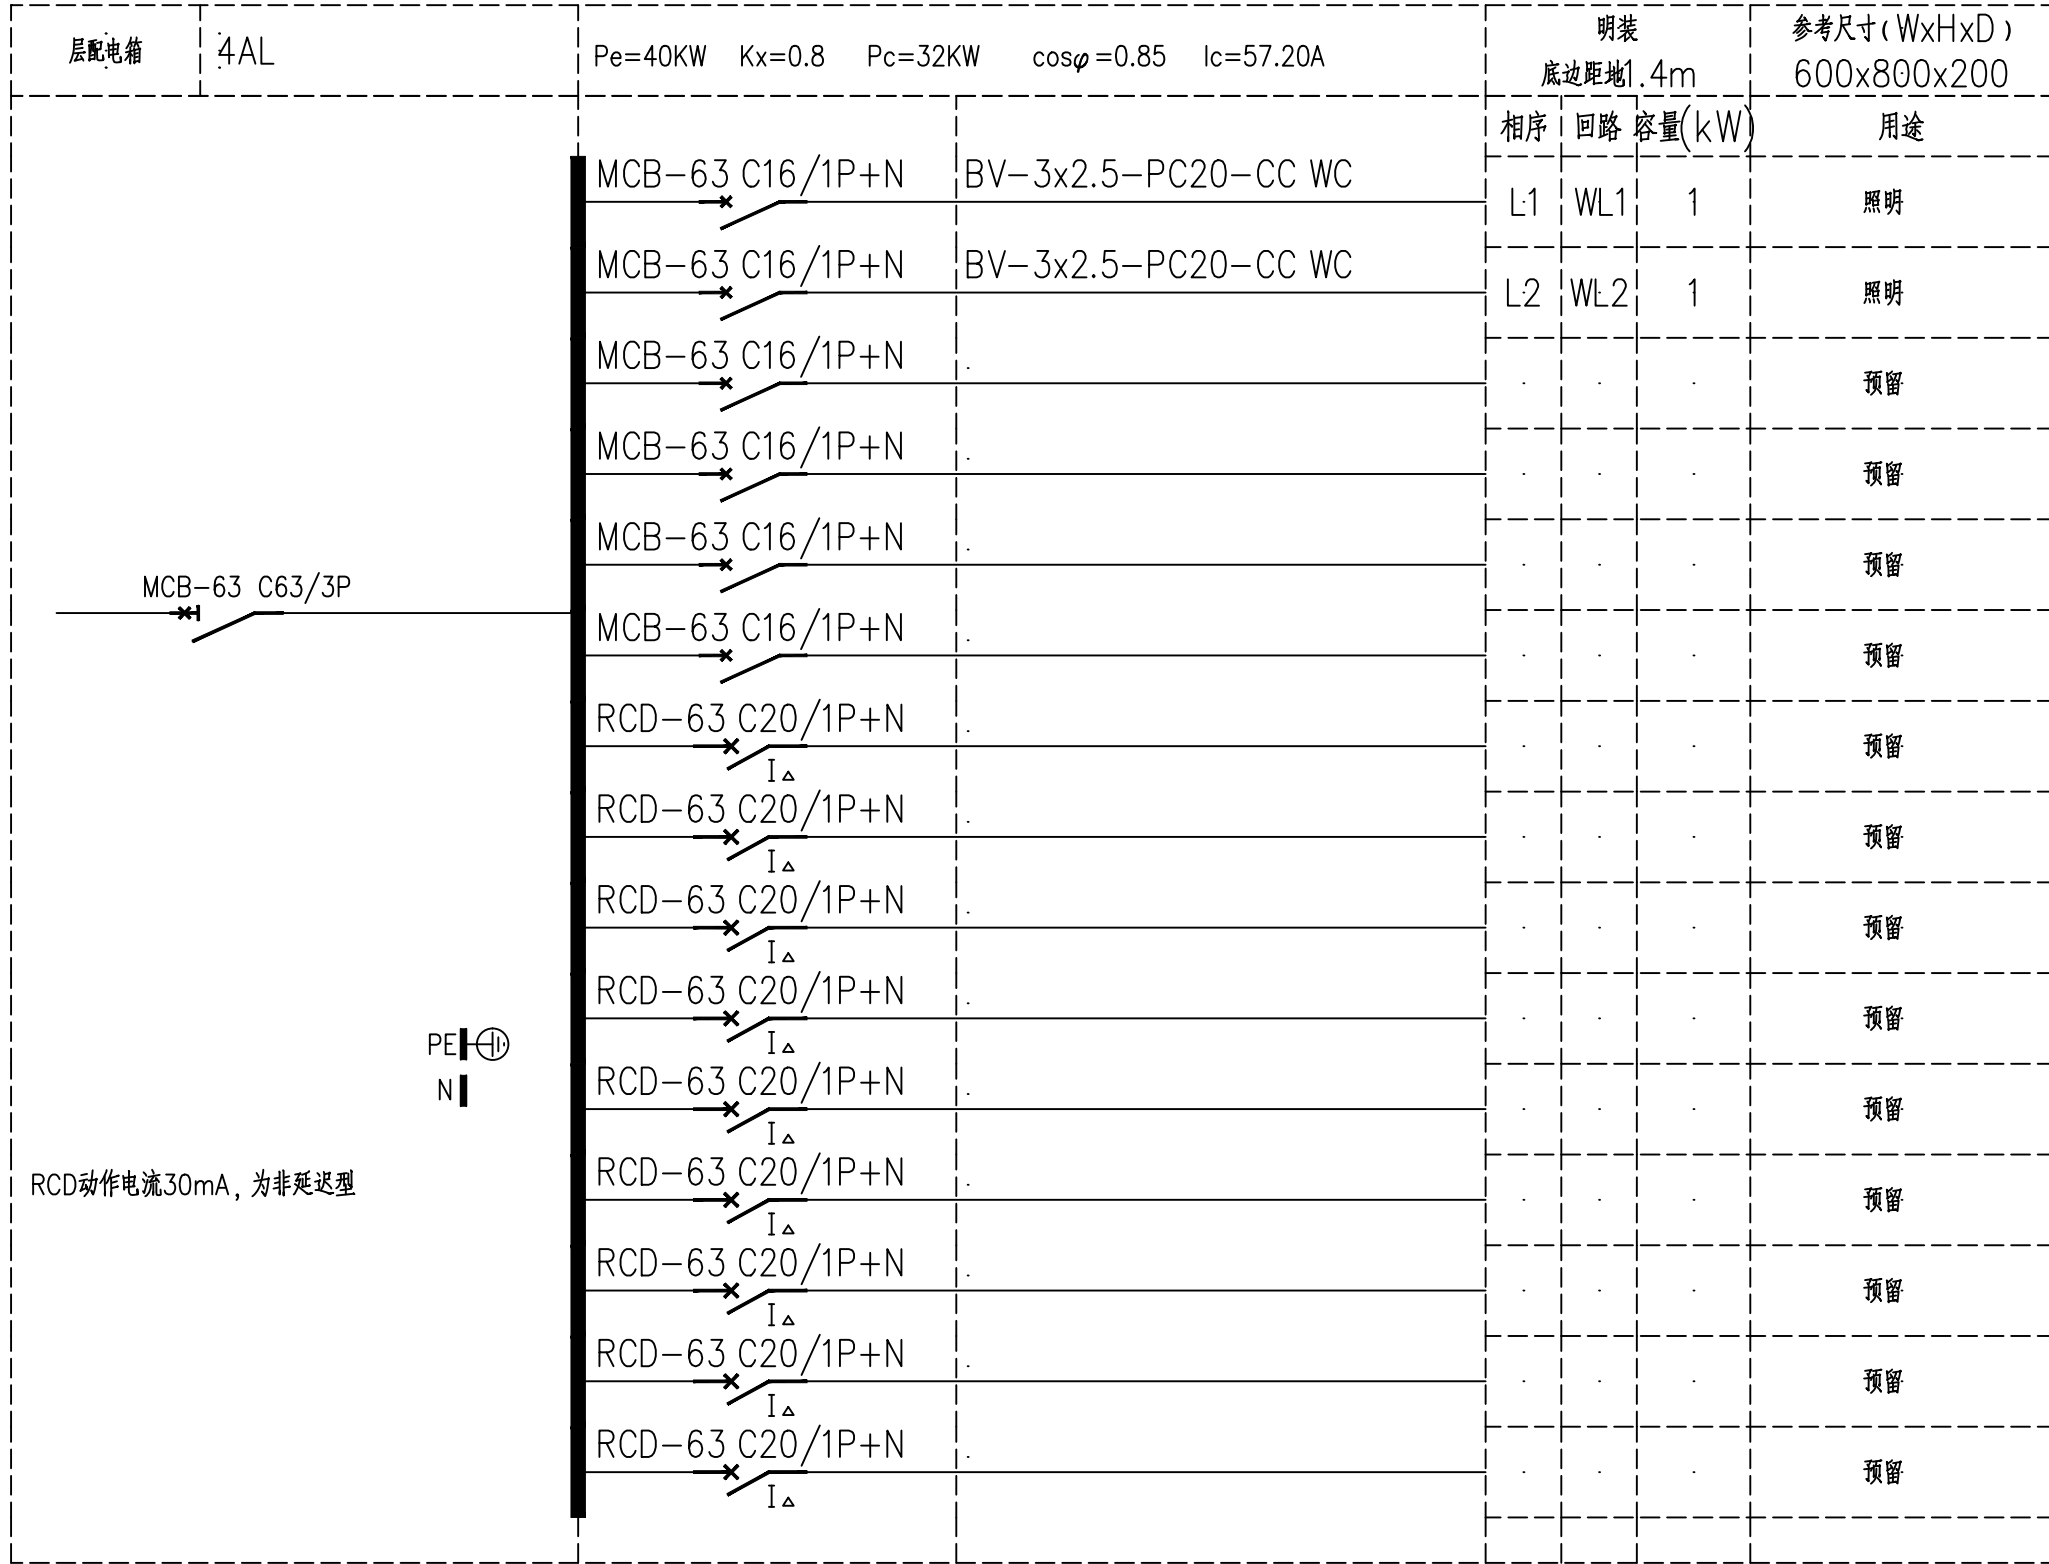 层配电箱 4AL Pe=40KW Kx=0.8 Pc=32KW cosφ=0.85 Ic=57.20A 明装 参考尺寸(WxHxD)
底边距地1.4m 600x800x200
相序 回路 容量(kW) 用途
MCB-63 C16/1P+N BV-3x2.5-PC20-CC WC
L1 WL1 1 照明
MCB-63 C16/1P+N BV-3x2.5-PC20-CC WC
L2 WL2 1 照明
MCB-63 C16/1P+N
预留
MCB-63 C16/1P+N
预留
MCB-63 C16/1P+N
预留
MCB-63 C63/3P
MCB-63 C16/1P+N
预留
RCD-63 C20/1P+N
预留
I△
RCD-63 C20/1P+N
预留
I△
RCD-63 C20/1P+N
预留
I△
RCD-63 C20/1P+N
预留
I△
PE
N
RCD-63 C20/1P+N
预留
I△
RCD-63 C20/1P+N
RCD动作电流30mA, 为非延迟型
预留
I△
RCD-63 C20/1P+N
预留
I△
RCD-63 C20/1P+N
预留
I△
RCD-63 C20/1P+N
预留
I△